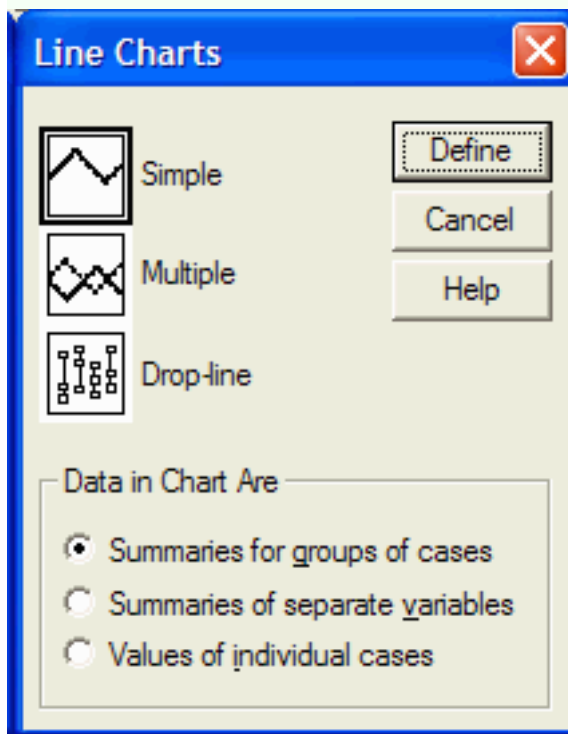 Line Charts
Simple
Multiple
Drop-line
Define
Cancel
Help
Data in Chart Are
Summaries for groups of cases
Summaries of separate variables
Values of individual cases